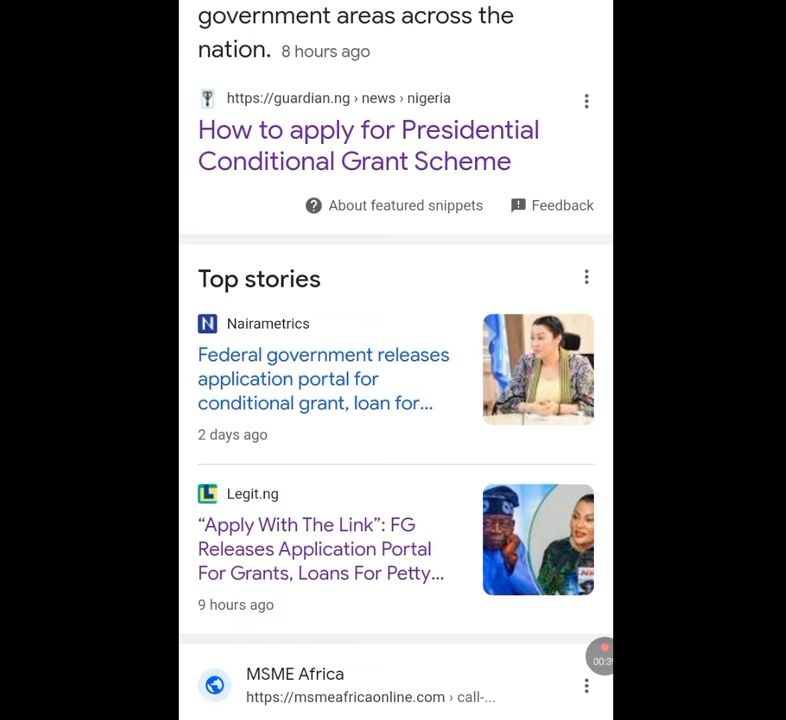 government areas across the
nation. 8 hours ago
https://guardian.ng › news › nigeria
How to apply for Presidential
Conditional Grant Scheme
About featured snippets Feedback
Top stories
Nairametrics
Federal government releases
application portal for
conditional grant, loan for...
2 days ago
Legit.ng
“Apply With The Link”: FG
Releases Application Portal
For Grants, Loans For Petty...
9 hours ago
MSME Africa
https://msmeafricaonline.com › call-...